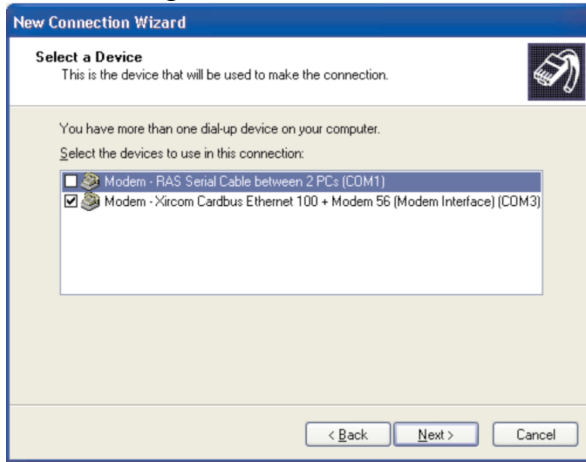 New Connection Wizard
Select a Device
This is the device that will be used to make the connection.
You have more than one dial-up device on your computer.
Select the devices to use in this connection:
Modem - RAS Serial Cable between 2 PCs (COM1)
Modem - Xircom Cardbus Ethernet 100 + Modem 56 (Modem Interface) (COM3)
< Back Next > Cancel